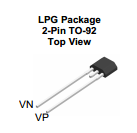 LPG Package
2-Pin TO-92
Top View
VN
VP